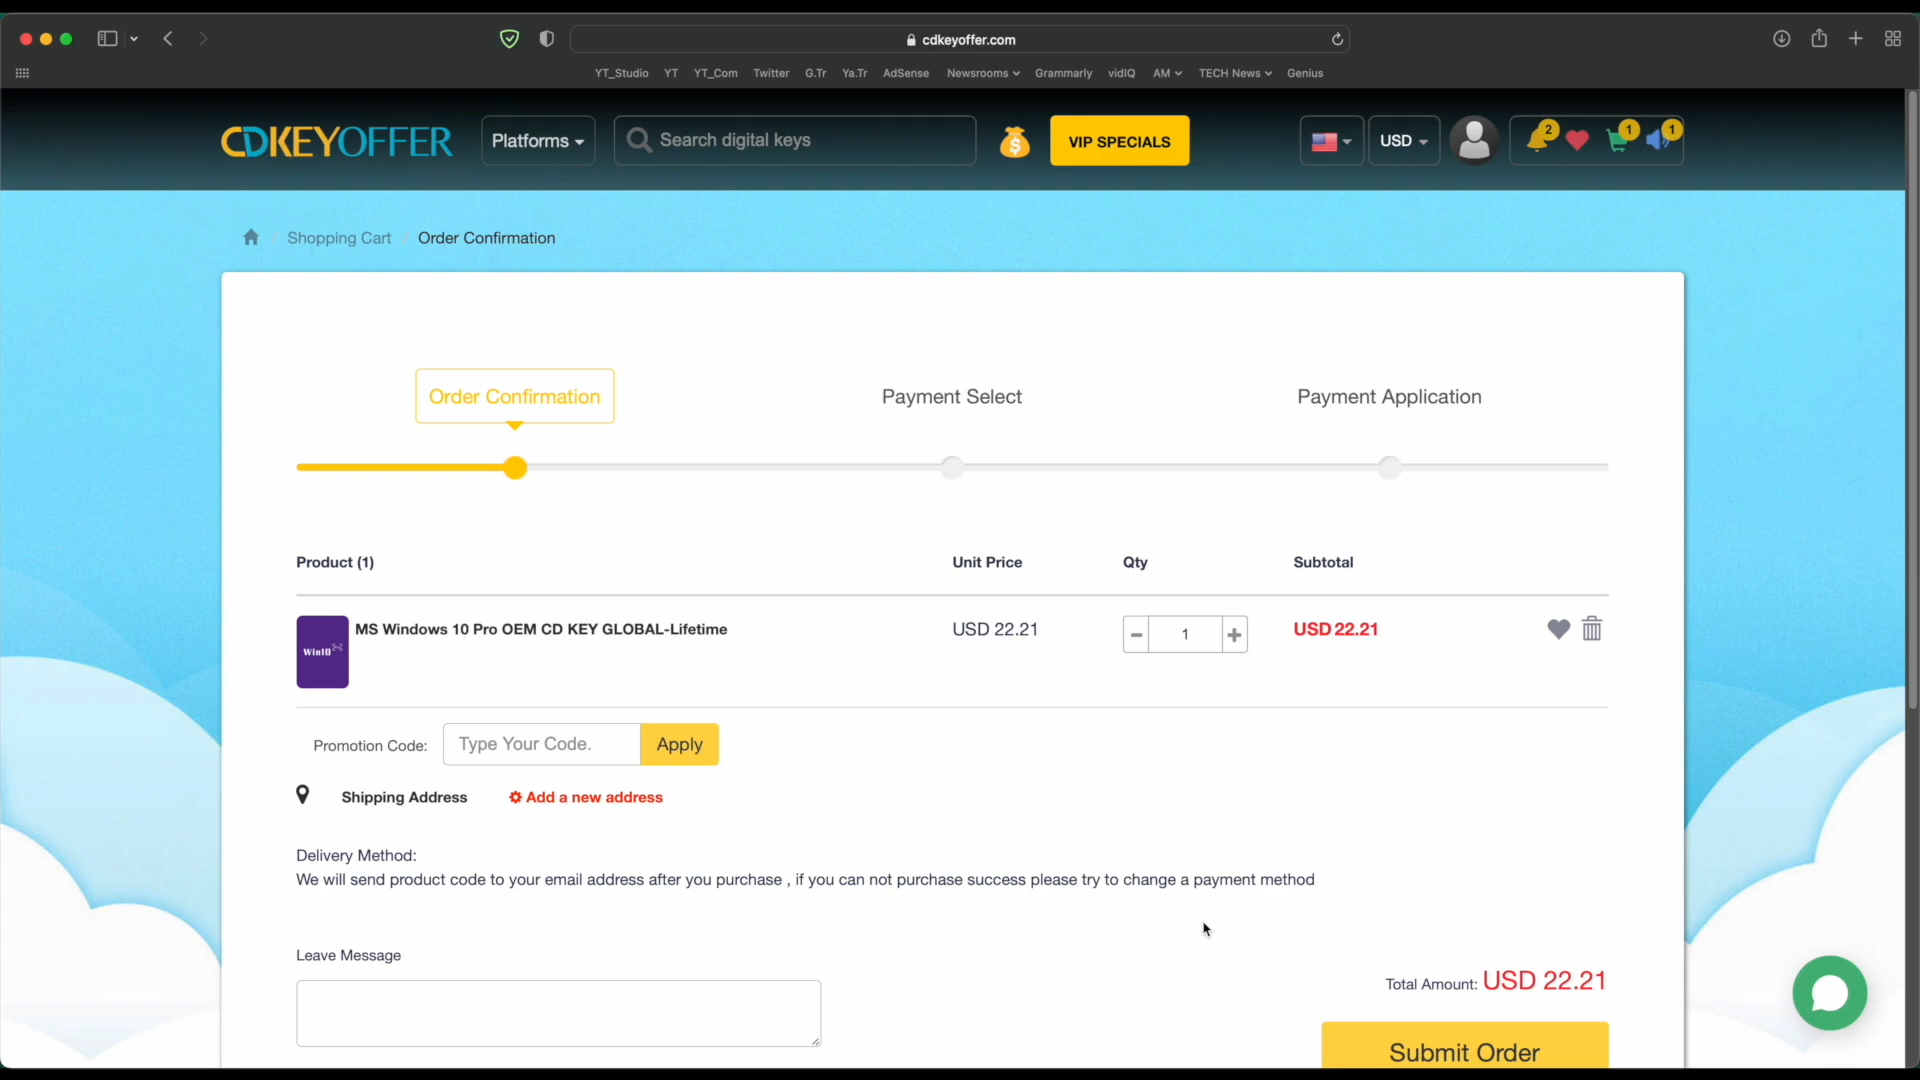 cdkeyoffer.com
YT_Studio YT YT_Com Twitter G.Tr Ya.Tr AdSense Newsrooms Grammarly vidIQ AM TECH News Genius
CDKEYOFFER Platforms Search digital keys $ VIP SPECIALS USD 2 1 1
Shopping Cart Order Confirmation
Order Confirmation Payment Select Payment Application
Product (1) Unit Price Qty Subtotal
MS Windows 10 Pro OEM CD KEY GLOBAL-Lifetime USD 22.21 − 1 + USD 22.21
Win10
Promotion Code: Type Your Code. Apply
Shipping Address Add a new address
Delivery Method:
We will send product code to your email address after you purchase , if you can not purchase success please try to change a payment method
Leave Message
Total Amount: USD 22.21
Submit Order